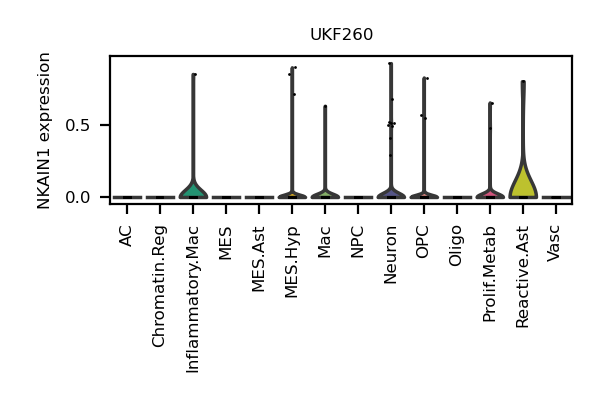 UKF260
NKAIN1 expression
0.5
0.0
AC
Chromatin.Reg
Inflammatory.Mac
MES
MES.Ast
MES.Hyp
Mac
NPC
Neuron
OPC
Oligo
Prolif.Metab
Reactive.Ast
Vasc